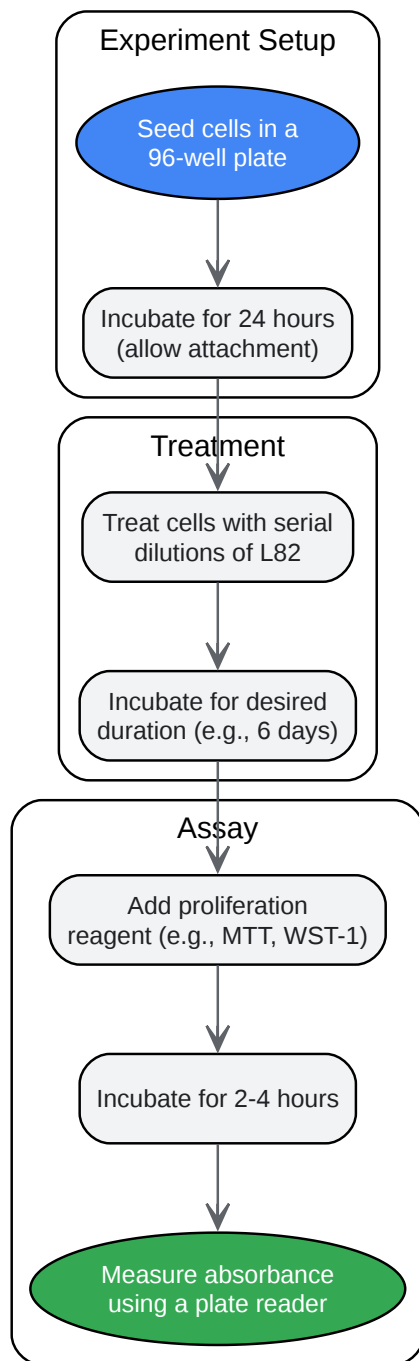 Experiment Setup
Seed cells in a
96-well plate
Incubate for 24 hours
(allow attachment)
Treatment
Treat cells with serial
dilutions of L82
Incubate for desired
duration (e.g., 6 days)
Assay
Add proliferation
reagent (e.g., MTT, WST-1)
Incubate for 2-4 hours
Measure absorbance
using a plate reader